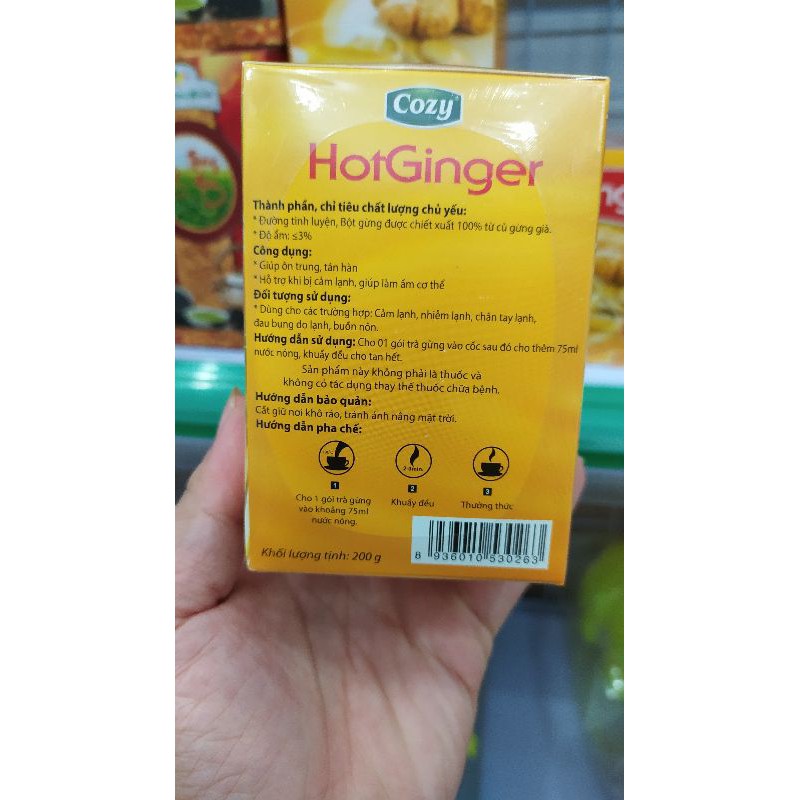 Cozy
HotGinger
Thành phần, chỉ tiêu chất lượng chủ yếu:
* Đường tinh luyện, Bột gừng được chiết xuất 100% từ củ gừng già.
* Độ ẩm: ≤3%
Công dụng:
* Giúp ôn trung, tán hàn
* Hỗ trợ khi bị cảm lạnh, giúp làm ấm cơ thể
Đối tượng sử dụng:
* Dùng cho các trường hợp: Cảm lạnh, nhiễm lạnh, chân tay lạnh,
đau bụng do lạnh, buồn nôn.
Hướng dẫn sử dụng: Cho 01 gói trà gừng vào cốc sau đó cho thêm 75ml
nước nóng, khuấy đều cho tan hết.
Sản phẩm này không phải là thuốc và
không có tác dụng thay thế thuốc chữa bệnh.
Hướng dẫn bảo quản:
Cất giữ nơi khô ráo, tránh ánh nắng mặt trời.
Hướng dẫn pha chế:
2-3min.
1
2
3
Cho 1 gói trà gừng
vào khoảng 75ml
nước nóng.
Khuấy đều
Thưởng thức
Khối lượng tịnh: 200 g
8 936010 530263